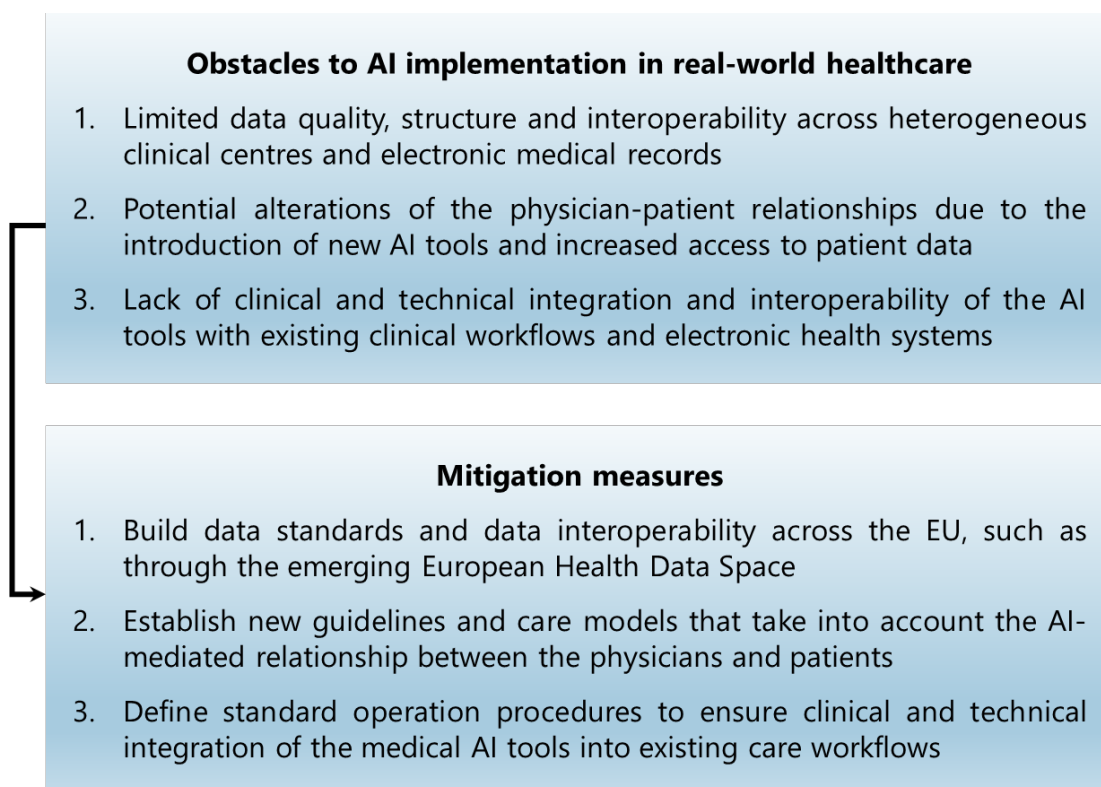 Obstacles to AI implementation in real-world healthcare
1. Limited data quality, structure and interoperability across heterogeneous
clinical centres and electronic medical records
2. Potential alterations of the physician-patient relationships due to the
introduction of new AI tools and increased access to patient data
3. Lack of clinical and technical integration and interoperability of the AI
tools with existing clinical workflows and electronic health systems
Mitigation measures
1. Build data standards and data interoperability across the EU, such as
through the emerging European Health Data Space
2. Establish new guidelines and care models that take into account the AI-
mediated relationship between the physicians and patients
3. Define standard operation procedures to ensure clinical and technical
integration of the medical AI tools into existing care workflows